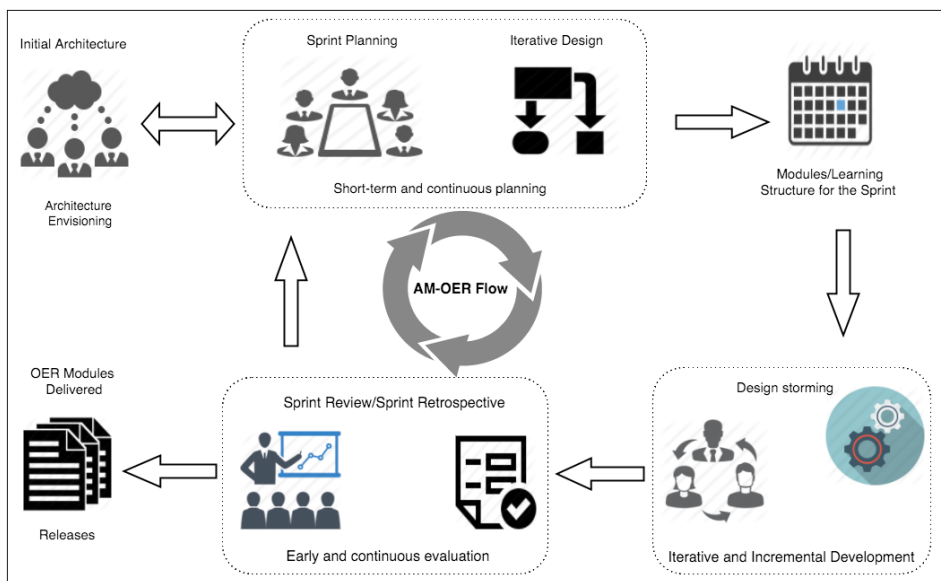 Initial Architecture
Architecture
Envisioning
Sprint Planning
Iterative Design
Short-term and continuous planning
Modules/Learning
Structure for the Sprint
AM-OER Flow
Design storming
Iterative and Incremental Development
Sprint Review/Sprint Retrospective
Early and continuous evaluation
OER Modules
Delivered
Releases